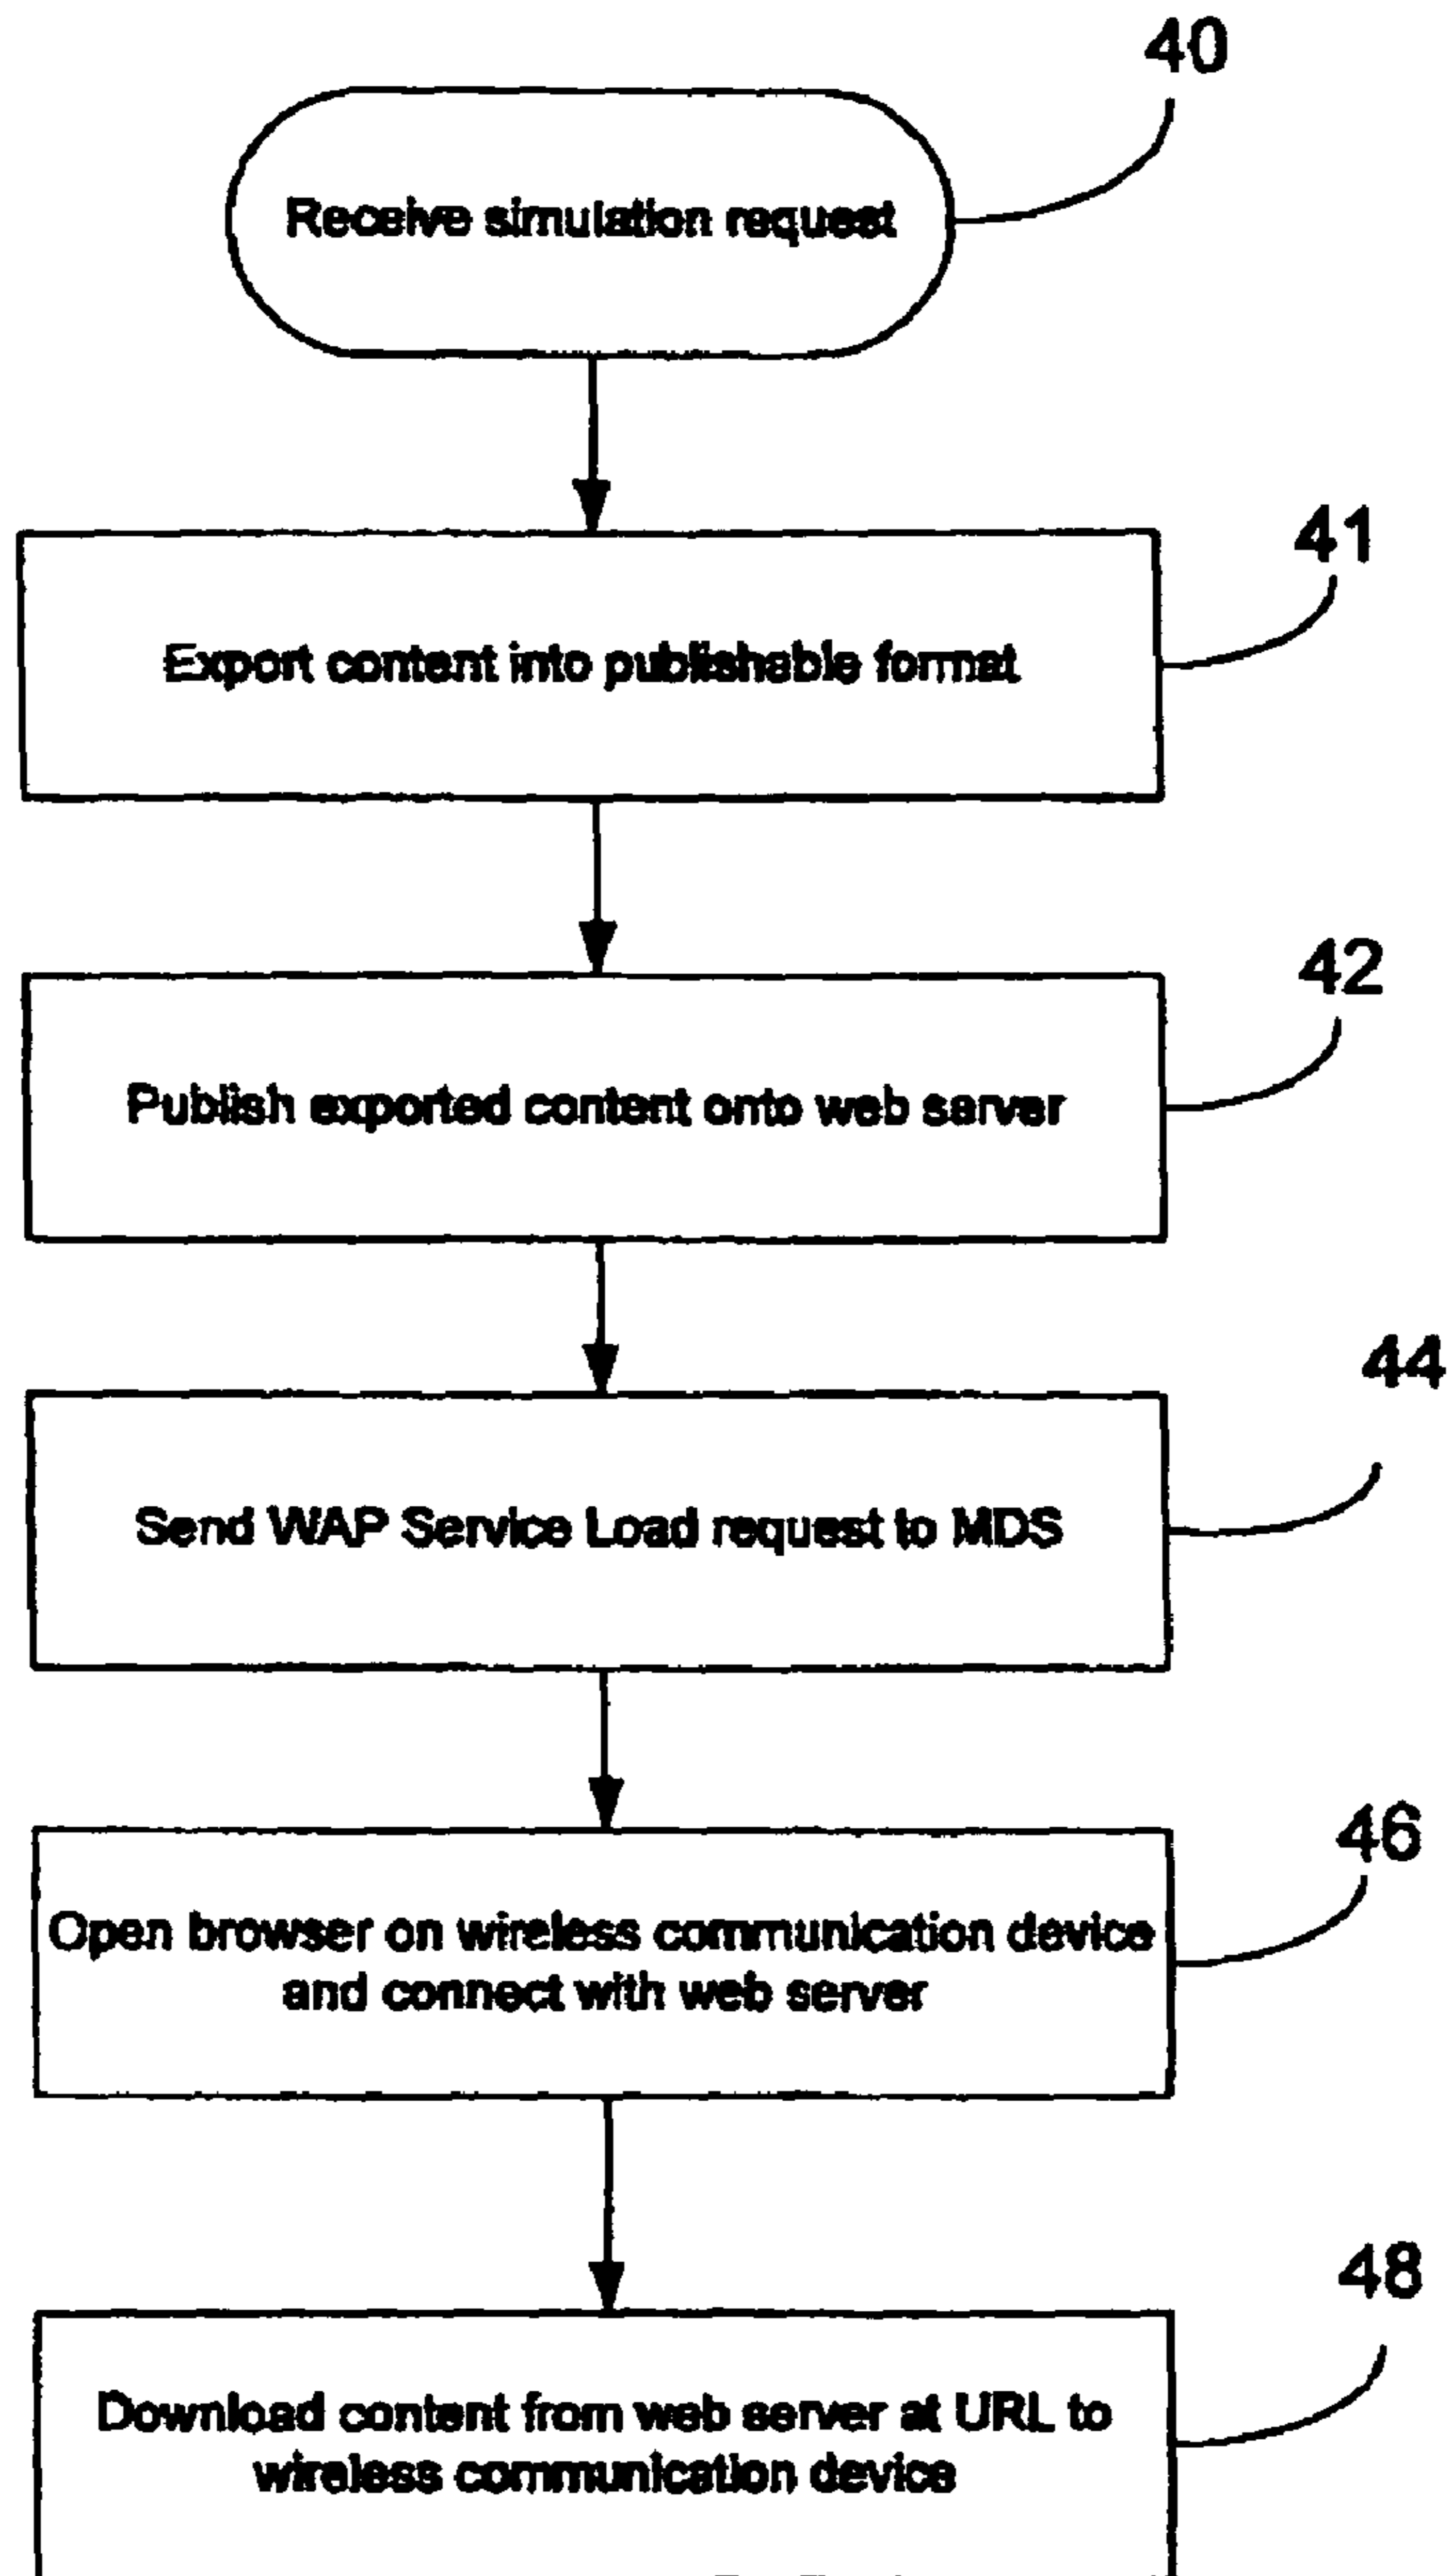 40
Receive simulation request
41
Export content into publishable format
42
Publish exported content onto web server
44
Send WAP Service Load request to MDS
46
Open browser on wireless communication device
and connect with web server
48
Download content from web server at URL to
wireless communication device